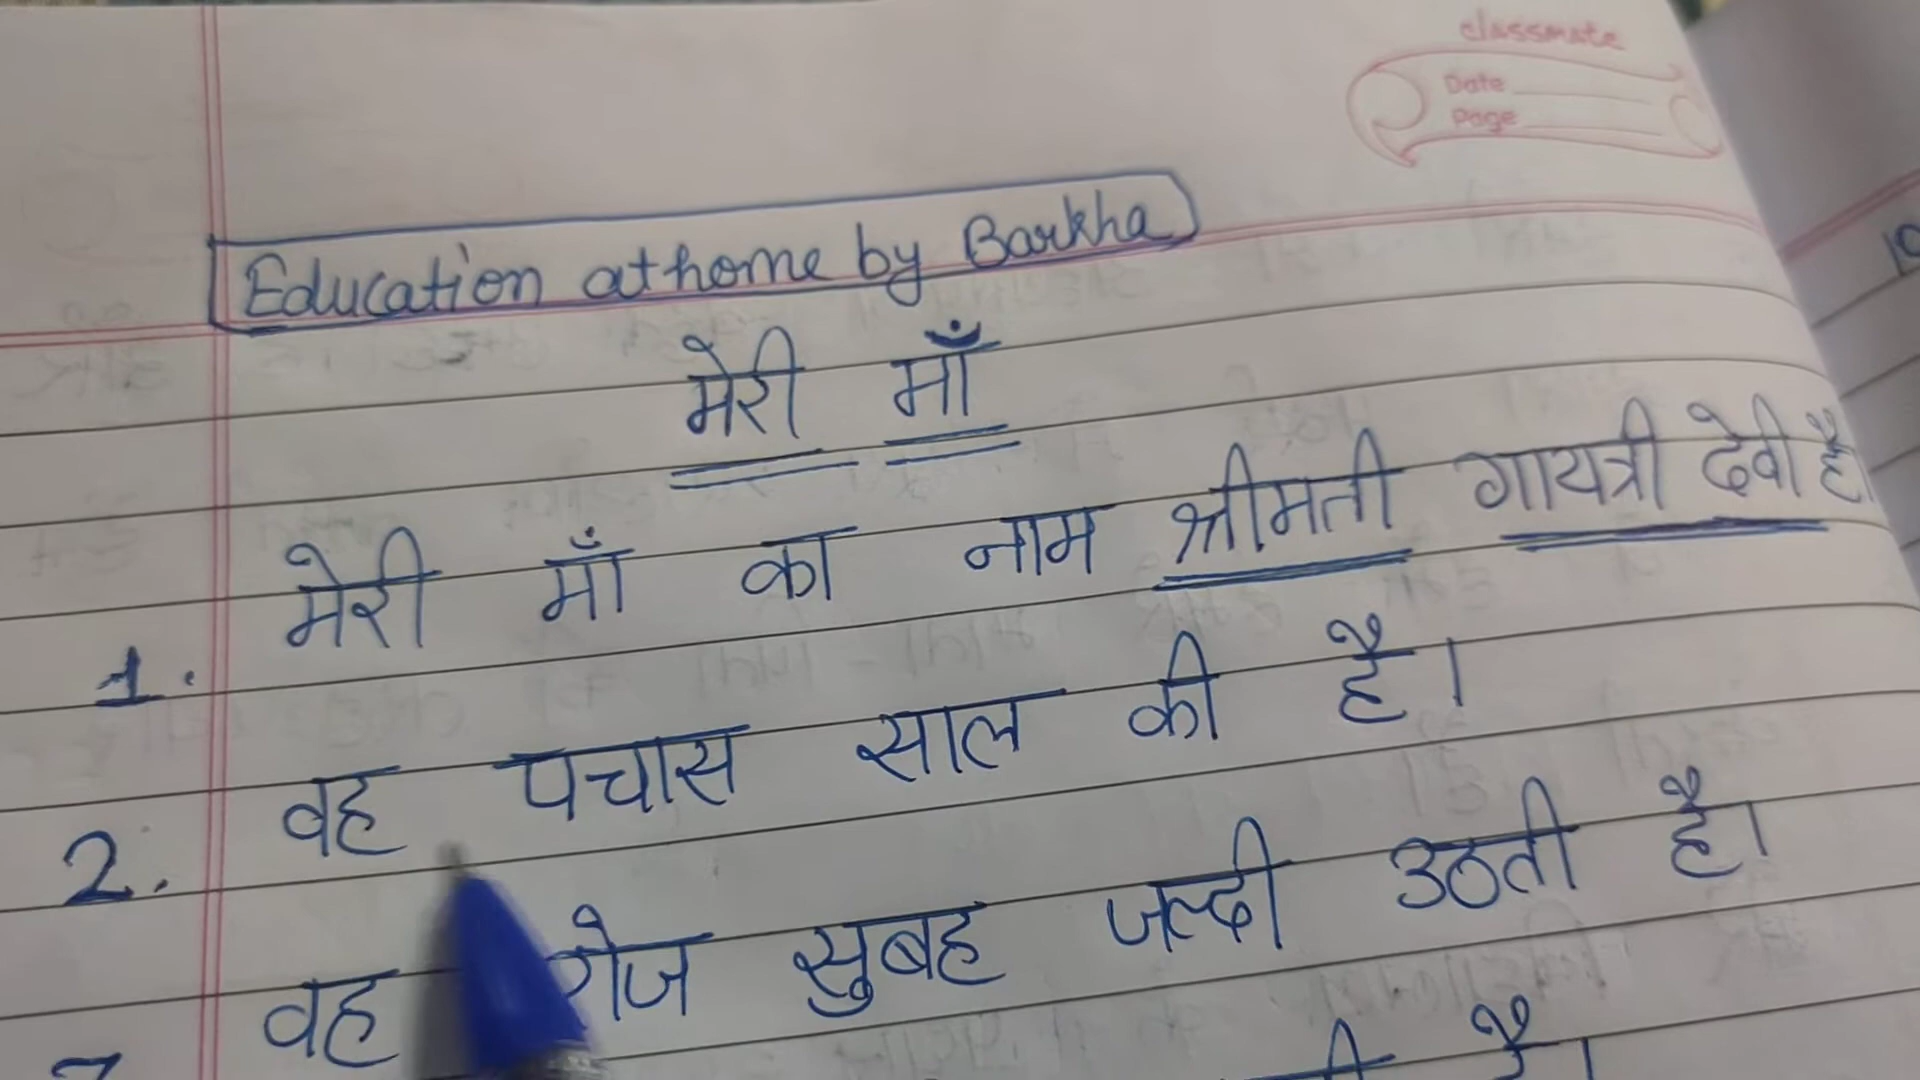 classmate
Date
Page
Education at home by Barkha
मेरी माँ
1. मेरी माँ का नाम श्रीमती गायत्री देवी है
2. वह पचास साल की है।
वह रोज सुबह जल्दी उठती है।
है।